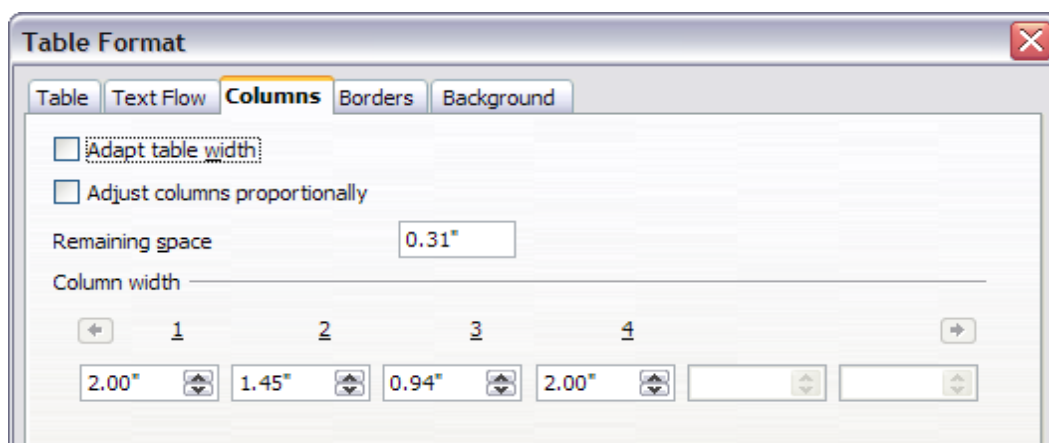 Table Format
Table Text Flow Columns Borders Background
Adapt table width
Adjust columns proportionally
Remaining space 0.31"
Column width
1 2 3 4
2.00" 1.45" 0.94" 2.00"